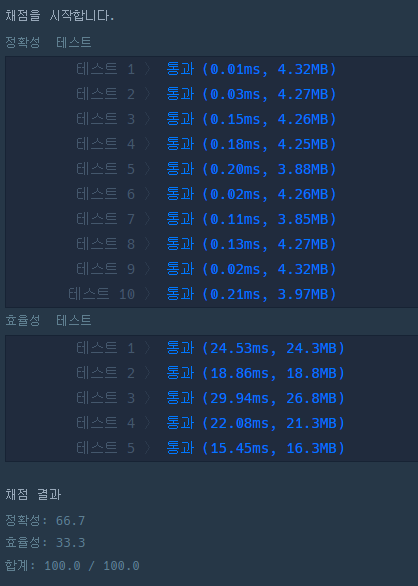 채점을 시작합니다.
정확성 테스트
테스트 1 〉 통과 (0.01ms, 4.32MB)
테스트 2 〉 통과 (0.03ms, 4.27MB)
테스트 3 〉 통과 (0.15ms, 4.26MB)
테스트 4 〉 통과 (0.18ms, 4.25MB)
테스트 5 〉 통과 (0.20ms, 3.88MB)
테스트 6 〉 통과 (0.02ms, 4.26MB)
테스트 7 〉 통과 (0.11ms, 3.85MB)
테스트 8 〉 통과 (0.13ms, 4.27MB)
테스트 9 〉 통과 (0.02ms, 4.32MB)
테스트 10 〉 통과 (0.21ms, 3.97MB)
효율성 테스트
테스트 1 〉 통과 (24.53ms, 24.3MB)
테스트 2 〉 통과 (18.86ms, 18.8MB)
테스트 3 〉 통과 (29.94ms, 26.8MB)
테스트 4 〉 통과 (22.08ms, 21.3MB)
테스트 5 〉 통과 (15.45ms, 16.3MB)
채점 결과
정확성: 66.7
효율성: 33.3
합계: 100.0 / 100.0